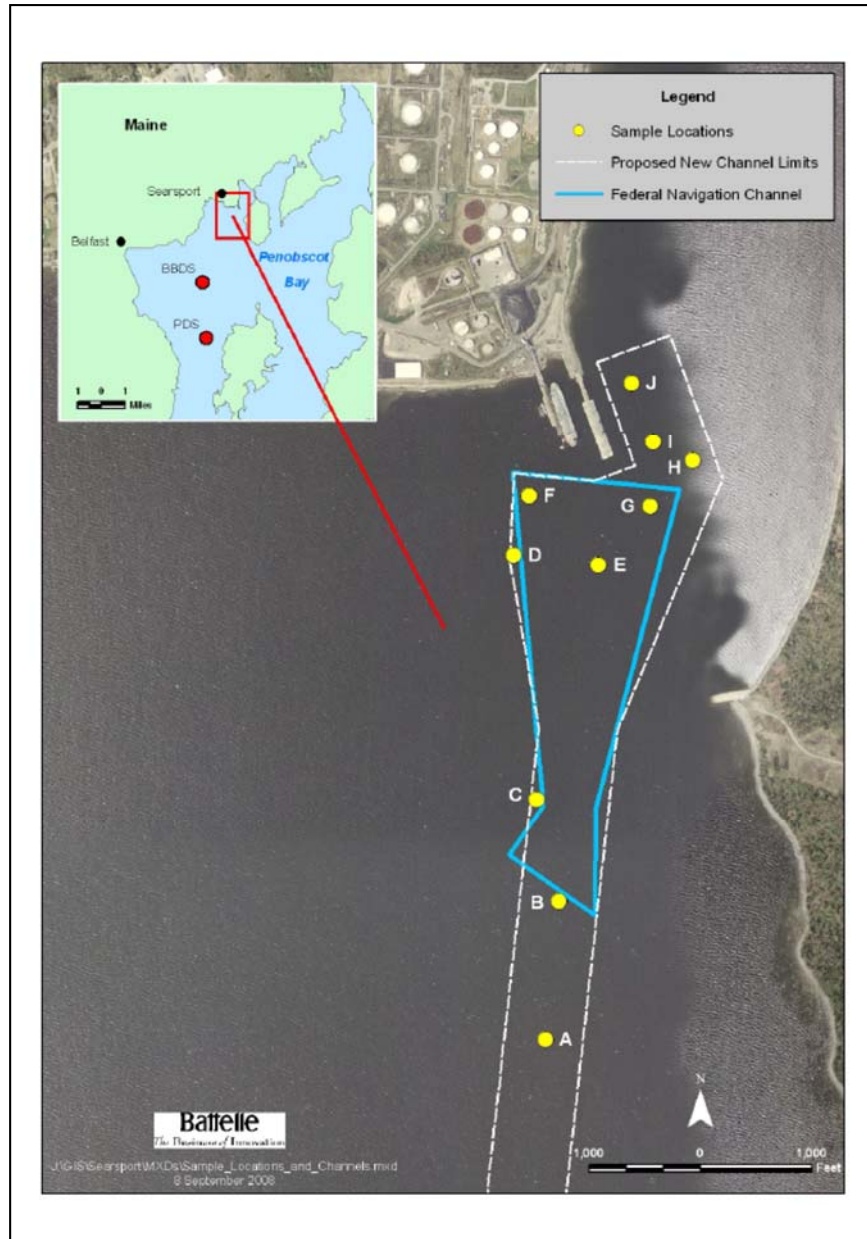 Maine
Searsport
Belfast
Penobscot
Bay
BBDS
PDS
1 0 1
Miles
Legend
Sample Locations
Proposed New Channel Limits
Federal Navigation Channel
J
I
H
F
G
D
E
C
B
A
N
Battelle
The Business of Innovation
J:\GIS\Searsport\MXDs\Sample_Locations_and_Channels.mxd
8 September 2008
1,000 0 1,000
Feet